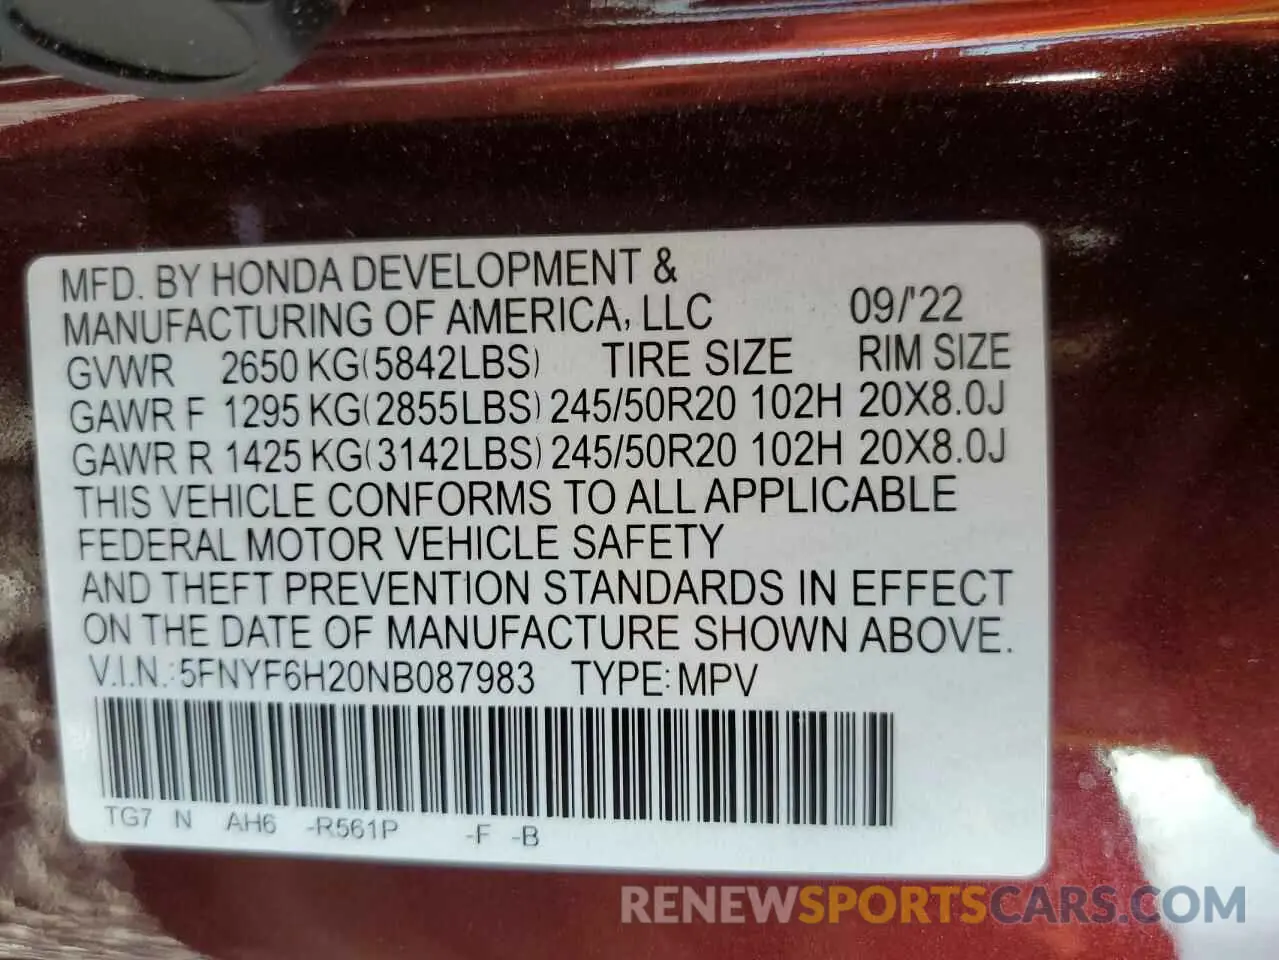 MFD. BY HONDA DEVELOPMENT &
MANUFACTURING OF AMERICA, LLC 09/'22
GVWR 2650 KG(5842LBS) TIRE SIZE RIM SIZE
GAWR F 1295 KG(2855LBS) 245/50R20 102H 20X8.0J
GAWR R 1425 KG(3142LBS) 245/50R20 102H 20X8.0J
THIS VEHICLE CONFORMS TO ALL APPLICABLE
FEDERAL MOTOR VEHICLE SAFETY
AND THEFT PREVENTION STANDARDS IN EFFECT
ON THE DATE OF MANUFACTURE SHOWN ABOVE.
V.I.N.: 5FNYF6H20NB087983 TYPE: MPV
TG7 N AH6 -R561P -F -B
RENEWSPORTSCARS.COM